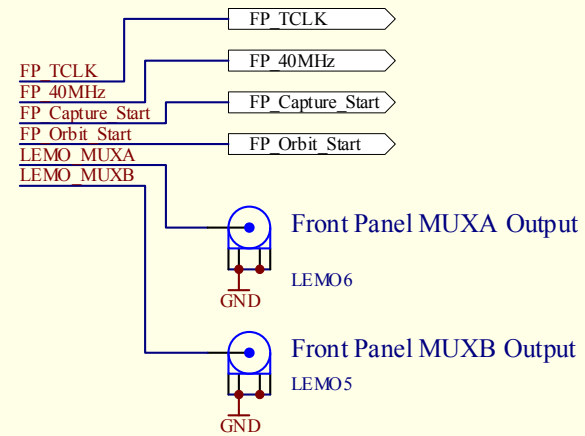 FP_TCLK
FP_40MHz
FP_TCLK
FP_40MHz
FP_Capture_Start
FP_Capture_Start
FP_Orbit_Start
FP_Orbit_Start
LEMO_MUXA
LEMO_MUXB
Front Panel MUXA Output
LEMO6
GND
Front Panel MUXB Output
LEMO5
GND